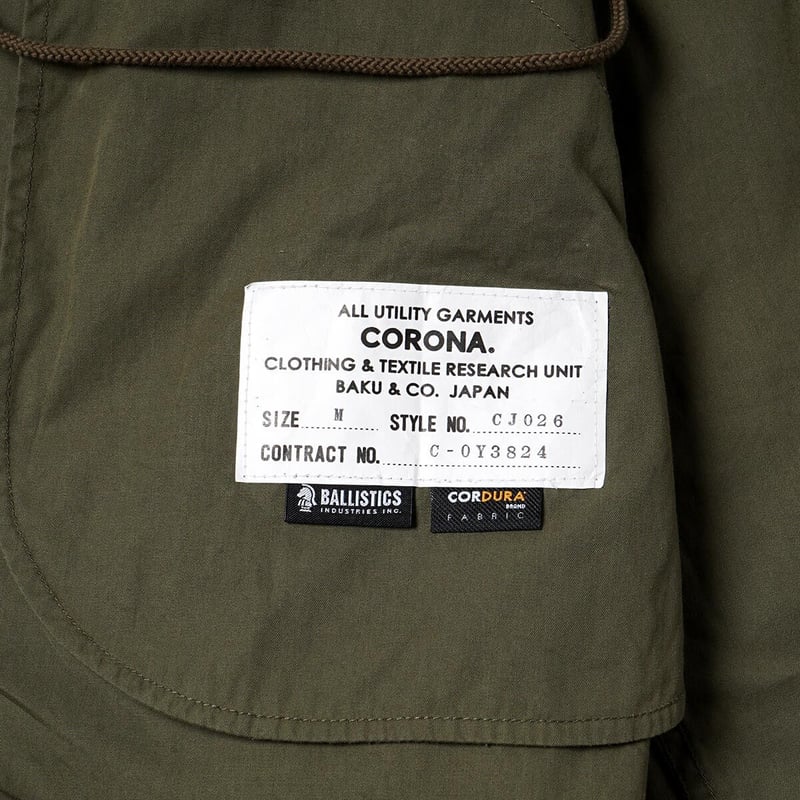 ALL UTILITY GARMENTS
CORONA.
CLOTHING & TEXTILE RESEARCH UNIT
BAKU & CO. JAPAN
SIZE M STYLE NO. CJ026
CONTRACT NO. C-0Y3824
BALLISTICS
INDUSTRIES INC.
CORDURA
BRAND
FABRIC